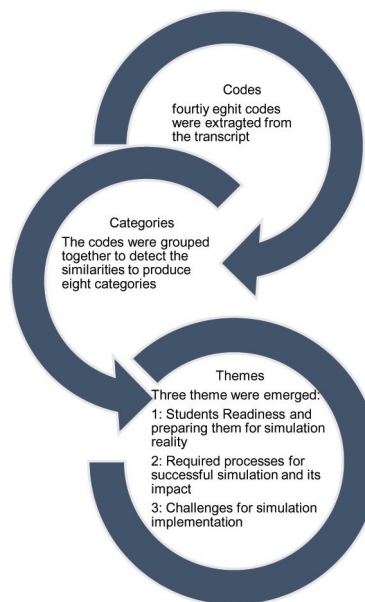 Codes
fourtiy eghit codes
were extragted from
the transcript
Categories
The codes were grouped
together to detect the
similarities to produce
eight categories
Themes
Three theme were emerged:
1: Students Readiness and
preparing them for simulation
reality
2: Required processes for
successful simulation and its
impact
3: Challenges for simulation
implementation